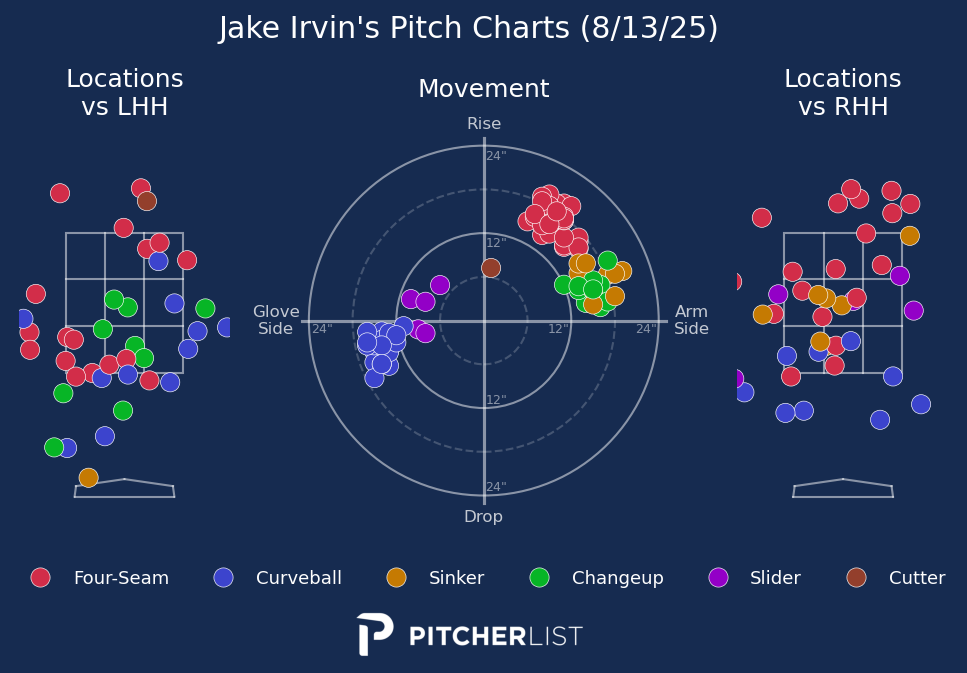 Jake Irvin's Pitch Charts (8/13/25)
Locations
vs LHH
Movement
Locations
vs RHH
Rise
24"
12"
Glove
Side
24"
12"
24"
Arm
Side
12"
24"
Drop
Four-Seam
Curveball
Sinker
Changeup
Slider
Cutter
PITCHERLIST